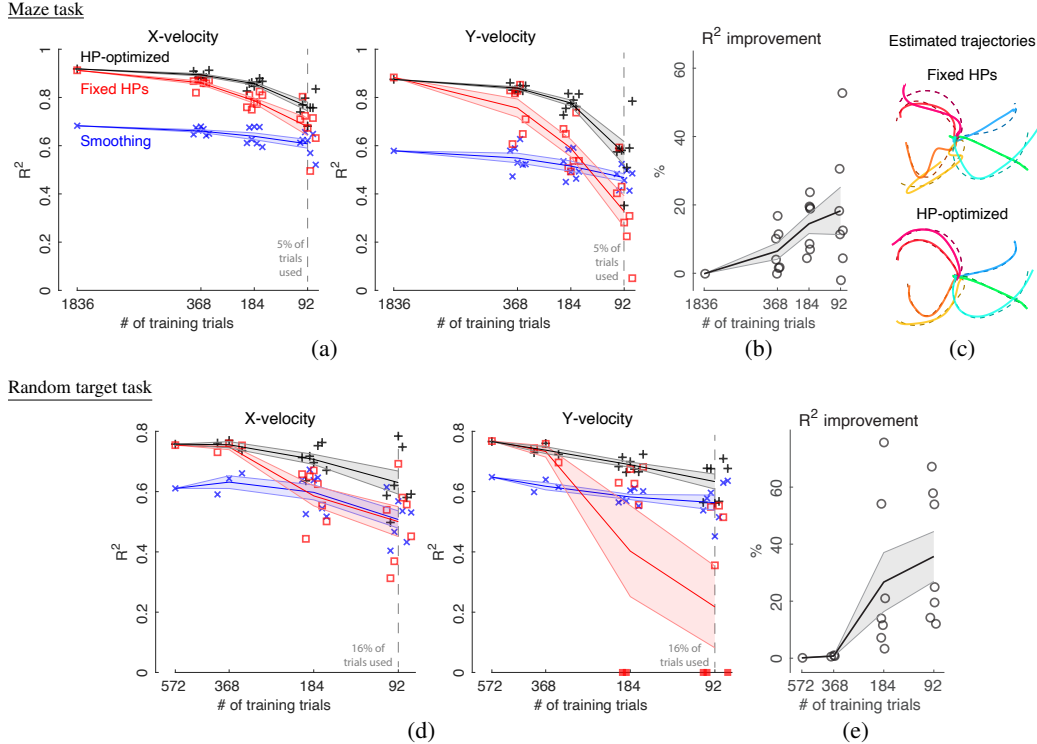 Maze task
X-velocity
HP-optimized
Fixed HPs
Smoothing
R²
1
0.8
0.6
0.4
0.2
0
5% of
trials
used
1836
368
184
92
# of training trials
Y-velocity
R²
1
0.8
0.6
0.4
0.2
0
5% of
trials
used
1836
368
184
92
# of training trials
(a)
R² improvement
%
60
40
20
0
1836
368
184
92
# of training trials
(b)
Estimated trajectories
Fixed HPs
HP-optimized
(c)
Random target task
X-velocity
R²
0.8
0.6
0.4
0.2
0
16% of
trials used
572
368
184
92
# of training trials
Y-velocity
R²
0.8
0.6
0.4
0.2
0
16% of
trials used
572
368
184
92
# of training trials
(d)
R² improvement
%
80
60
40
20
0
572
368
184
92
# of training trials
(e)